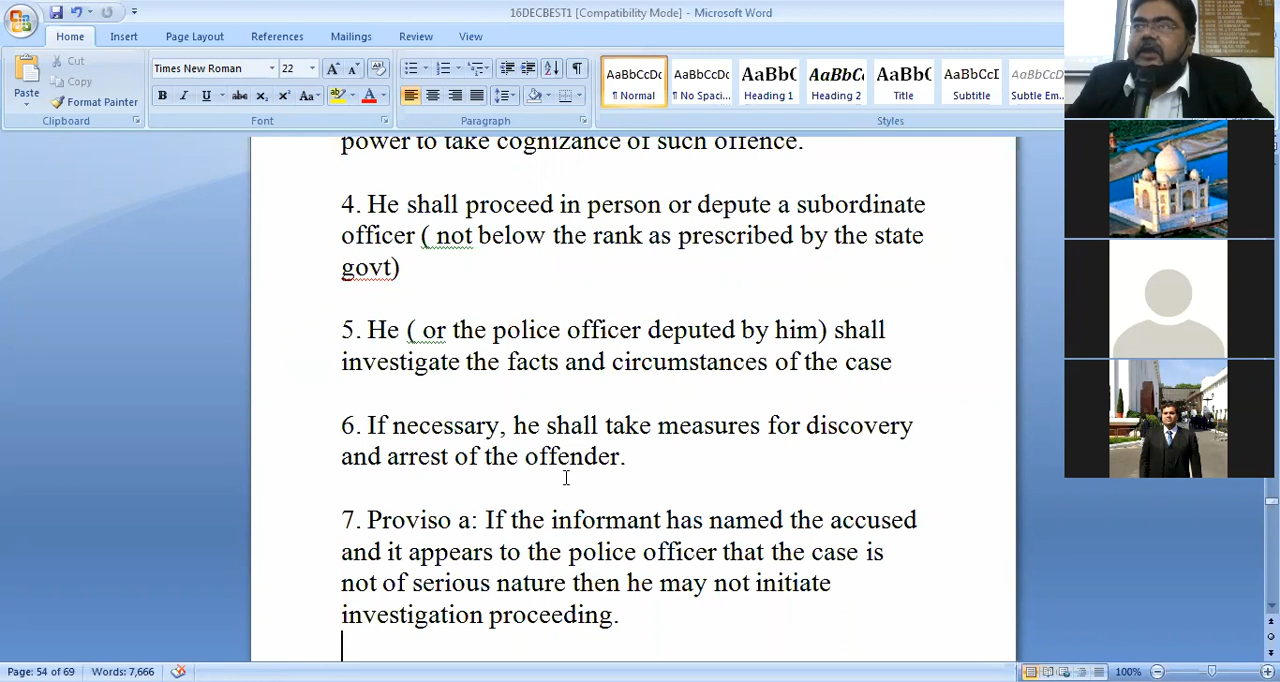 16DECBEST1 [Compatibility Mode] - Microsoft Word
Home Insert Page Layout References Mailings Review View
Paste
Cut
Copy
Format Painter
Clipboard
Times New Roman 22
Font
Paragraph
AaBbCcDc AaBbCcDc AaBbC AaBbCc AaBb( AaBbCcI AaBbCcDc
¶ Normal ¶ No Spaci... Heading 1 Heading 2 Title Subtitle Subtle Em...
Styles
power to take cognizance of such offence.
4. He shall proceed in person or depute a subordinate
officer ( not below the rank as prescribed by the state
govt)
5. He ( or the police officer deputed by him) shall
investigate the facts and circumstances of the case
6. If necessary, he shall take measures for discovery
and arrest of the offender.
7. Proviso a: If the informant has named the accused
and it appears to the police officer that the case is
not of serious nature then he may not initiate
investigation proceeding.
Page: 54 of 69 Words: 7,666 100%